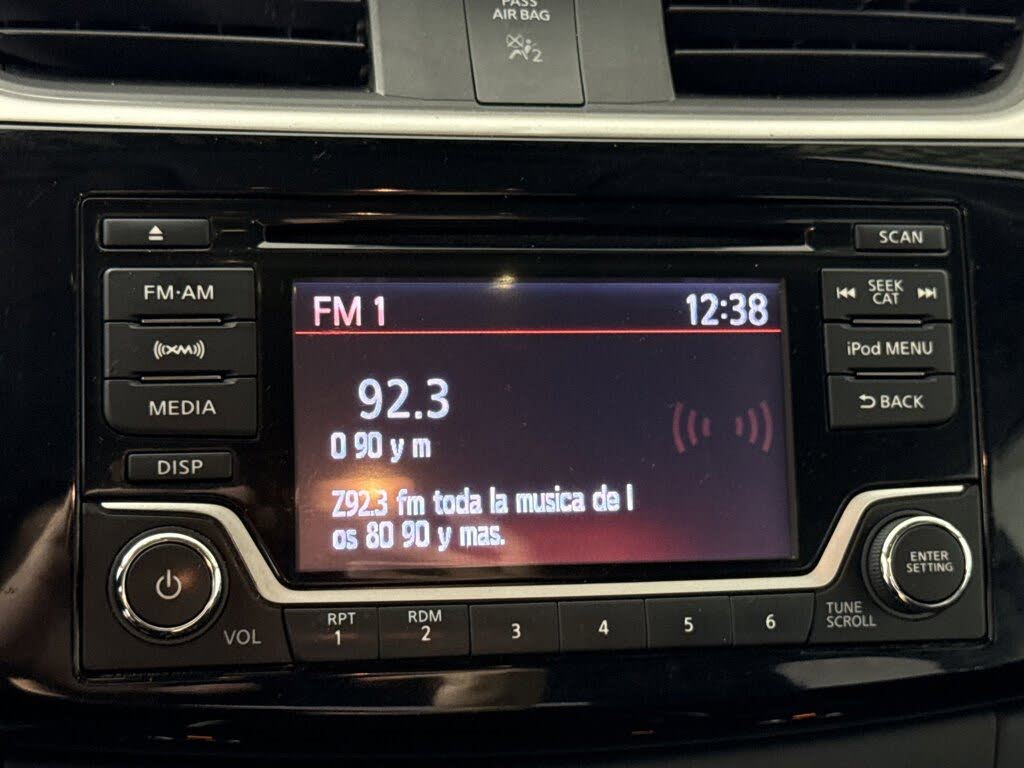 PASS
AIR BAG
2
SCAN
FM·AM
SEEK
CAT
FM 1
12:38
((XM))
iPod MENU
92.3
MEDIA
BACK
0 90 y m
DISP
Z92.3 fm toda la musica de l
os 80 90 y mas.
ENTER
SETTING
VOL
RPT
1
RDM
2
3
4
5
6
TUNE
SCROLL